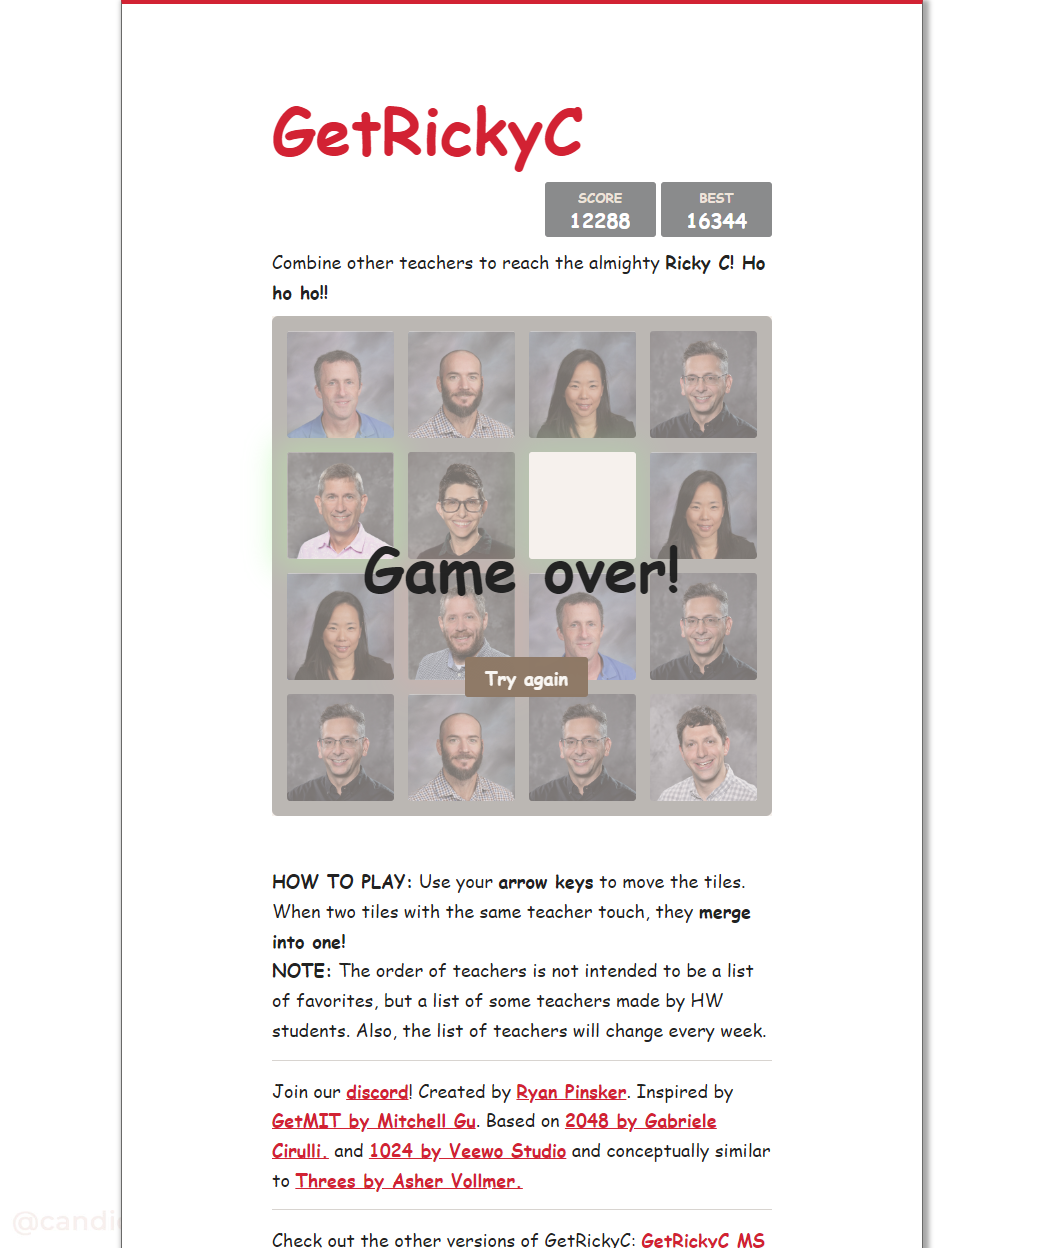 GetRickyC
SCORE
12288
BEST
16344
Combine other teachers to reach the almighty Ricky C! Ho
ho ho!!
Game over!
Try again
HOW TO PLAY: Use your arrow keys to move the tiles.
When two tiles with the same teacher touch, they merge
into one!
NOTE: The order of teachers is not intended to be a list
of favorites, but a list of some teachers made by HW
students. Also, the list of teachers will change every week.
Join our discord! Created by Ryan Pinsker. Inspired by
GetMIT by Mitchell Gu. Based on 2048 by Gabriele
Cirulli. and 1024 by Veewo Studio and conceptually similar
to Threes by Asher Vollmer.
Check out the other versions of GetRickyC: GetRickyC MS